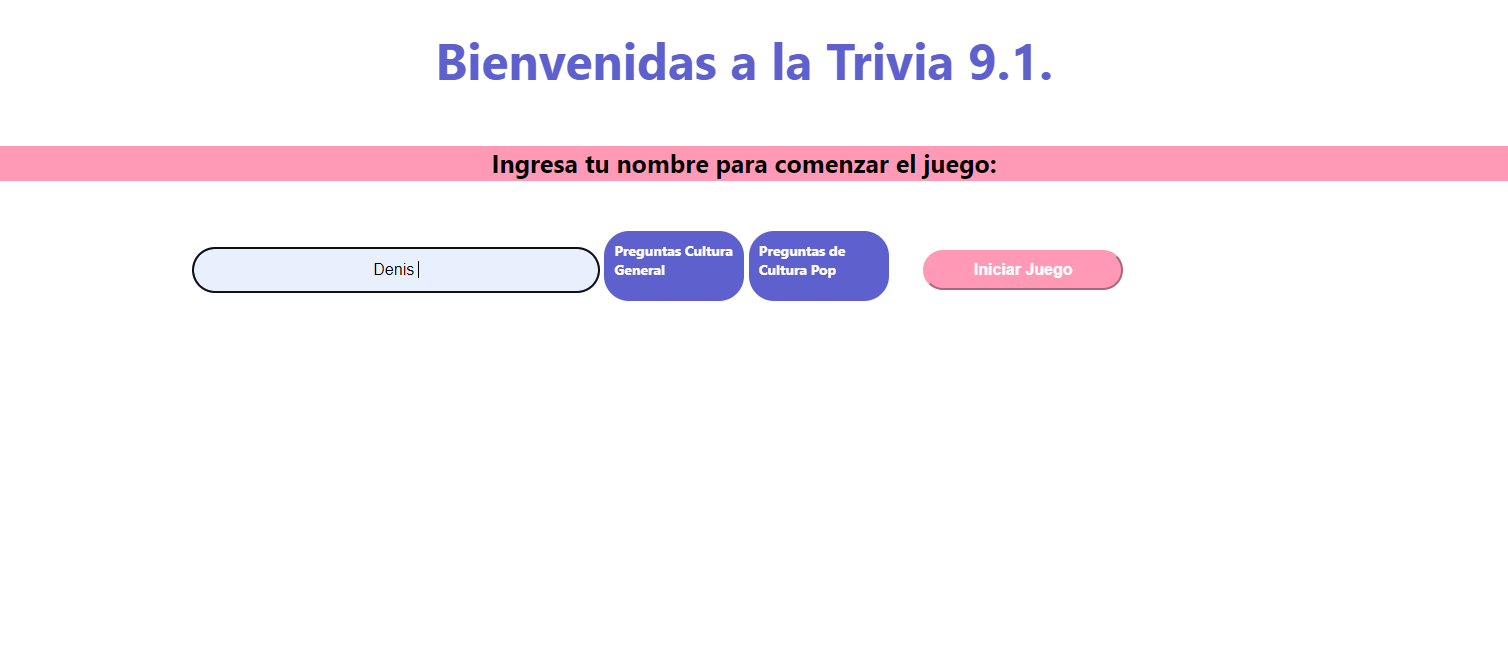 Bienvenidas a la Trivia 9.1.
Ingresa tu nombre para comenzar el juego:
Denis
Preguntas Cultura
General
Preguntas de
Cultura Pop
Iniciar Juego